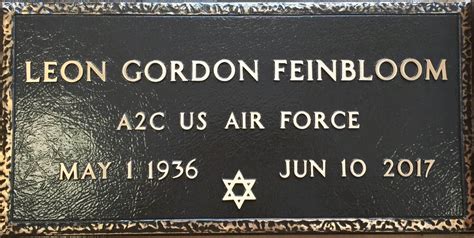 LEON GORDON FEINBLOOM
A2C US AIR FORCE
MAY 1 1936 JUN 10 2017